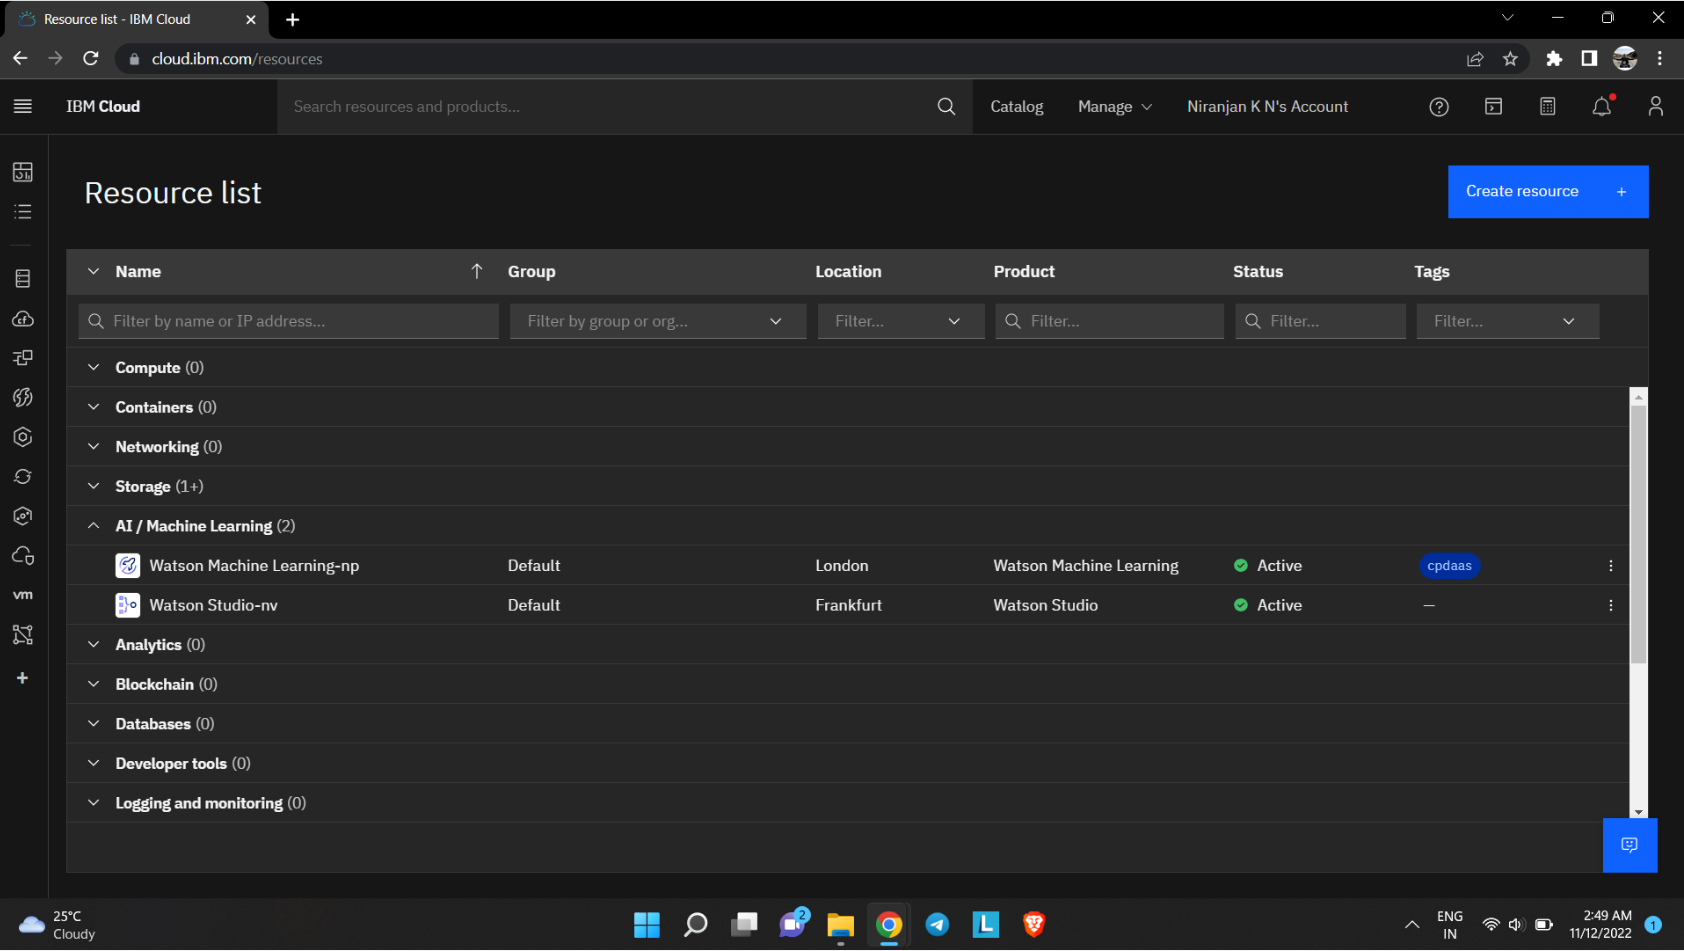 Resource list - IBM Cloud
cloud.ibm.com/resources
IBM Cloud
Search resources and products...
Catalog
Manage
Niranjan K N's Account
Resource list
Create resource +
Name Group Location Product Status Tags
Filter by name or IP address... Filter by group or org... Filter... Filter... Filter... Filter...
Compute (0)
Containers (0)
Networking (0)
Storage (1+)
AI / Machine Learning (2)
Watson Machine Learning-np Default London Watson Machine Learning Active cpdaas
Watson Studio-nv Default Frankfurt Watson Studio Active —
Analytics (0)
Blockchain (0)
Databases (0)
Developer tools (0)
Logging and monitoring (0)
cf
vm
25°C
Cloudy
2
L
ENG
IN
2:49 AM
11/12/2022
1